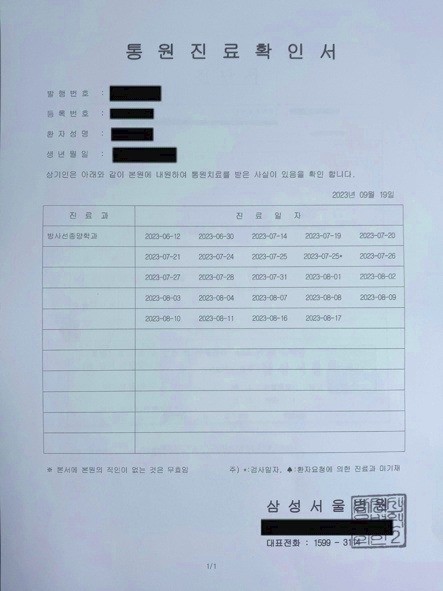 통원진료확인서
발행번호 :
등록번호 :
환자성명 :
생년월일 :
상기인은 아래와 같이 본원에 내원하여 통원치료를 받은 사실이 있음을 확인 합니다.
2023년 09월 19일
진료과 진료일자
방사선종양학과 2023-06-12 2023-06-30 2023-07-14 2023-07-19 2023-07-20
2023-07-21 2023-07-24 2023-07-25 2023-07-25* 2023-07-26
2023-07-27 2023-07-28 2023-07-31 2023-08-01 2023-08-02
2023-08-03 2023-08-04 2023-08-07 2023-08-08 2023-08-09
2023-08-10 2023-08-11 2023-08-16 2023-08-17
※ 본서에 본원의 직인이 없는 것은 무효임 주) *:검사일자, ♠:환자요청에 의한 진료과 미기재
삼성서울병원
대표전화 : 1599 - 3114
1/1